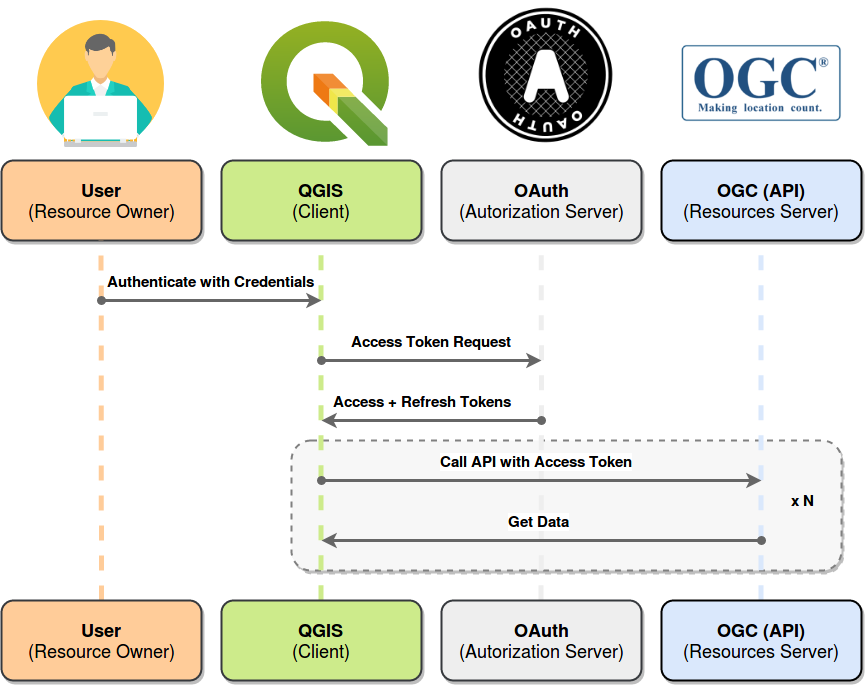 OAUTH
OAUTH
A
OGC®
Making location count.
User
(Resource Owner)
QGIS
(Client)
OAuth
(Autorization Server)
OGC (API)
(Resources Server)
Authenticate with Credentials
Access Token Request
Access + Refresh Tokens
Call API with Access Token
x N
Get Data
User
(Resource Owner)
QGIS
(Client)
OAuth
(Autorization Server)
OGC (API)
(Resources Server)